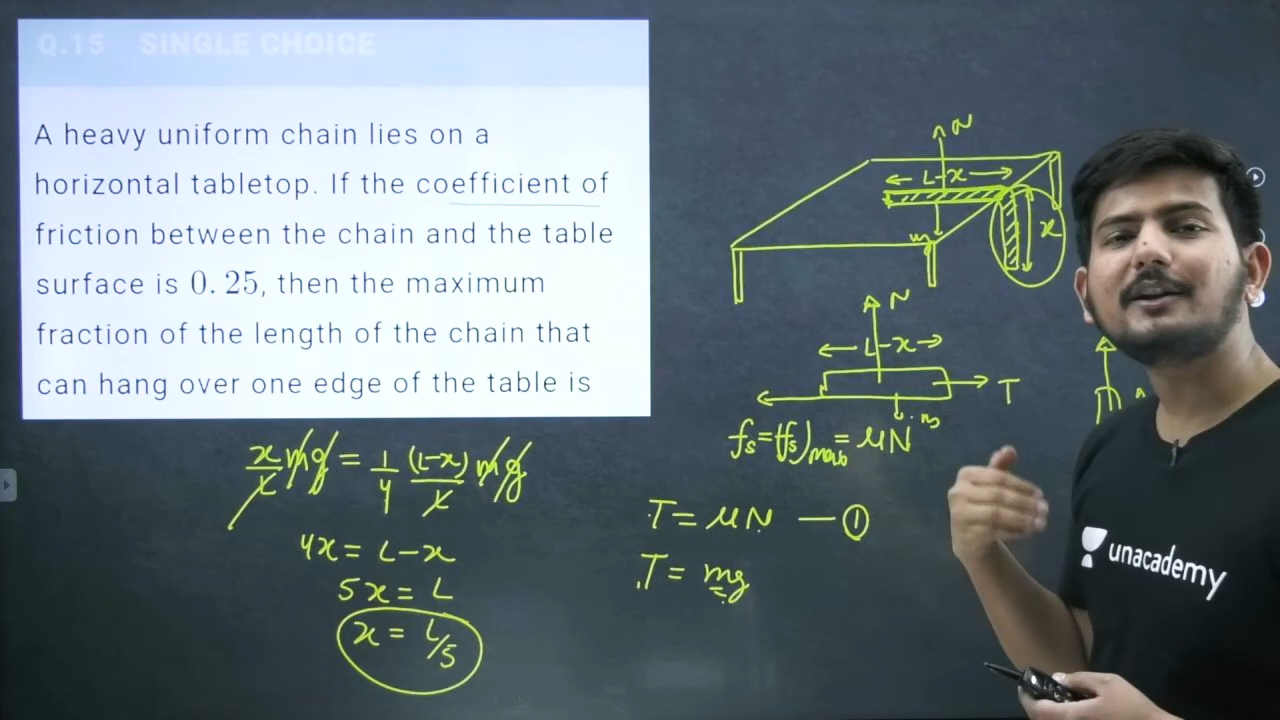 Q.15 SINGLE CHOICE
A heavy uniform chain lies on a
horizontal tabletop. If the coefficient of
friction between the chain and the table
surface is 0.25, then the maximum
fraction of the length of the chain that
can hang over one edge of the table is
x/L mg = 1/4 (L-x)/L mg
4x = L-x
5x = L
x = L/5
N
L-x
x
mg
N
L-x
T
fs=(fs)max=μN
T = μN — ①
T = mg
unacademy